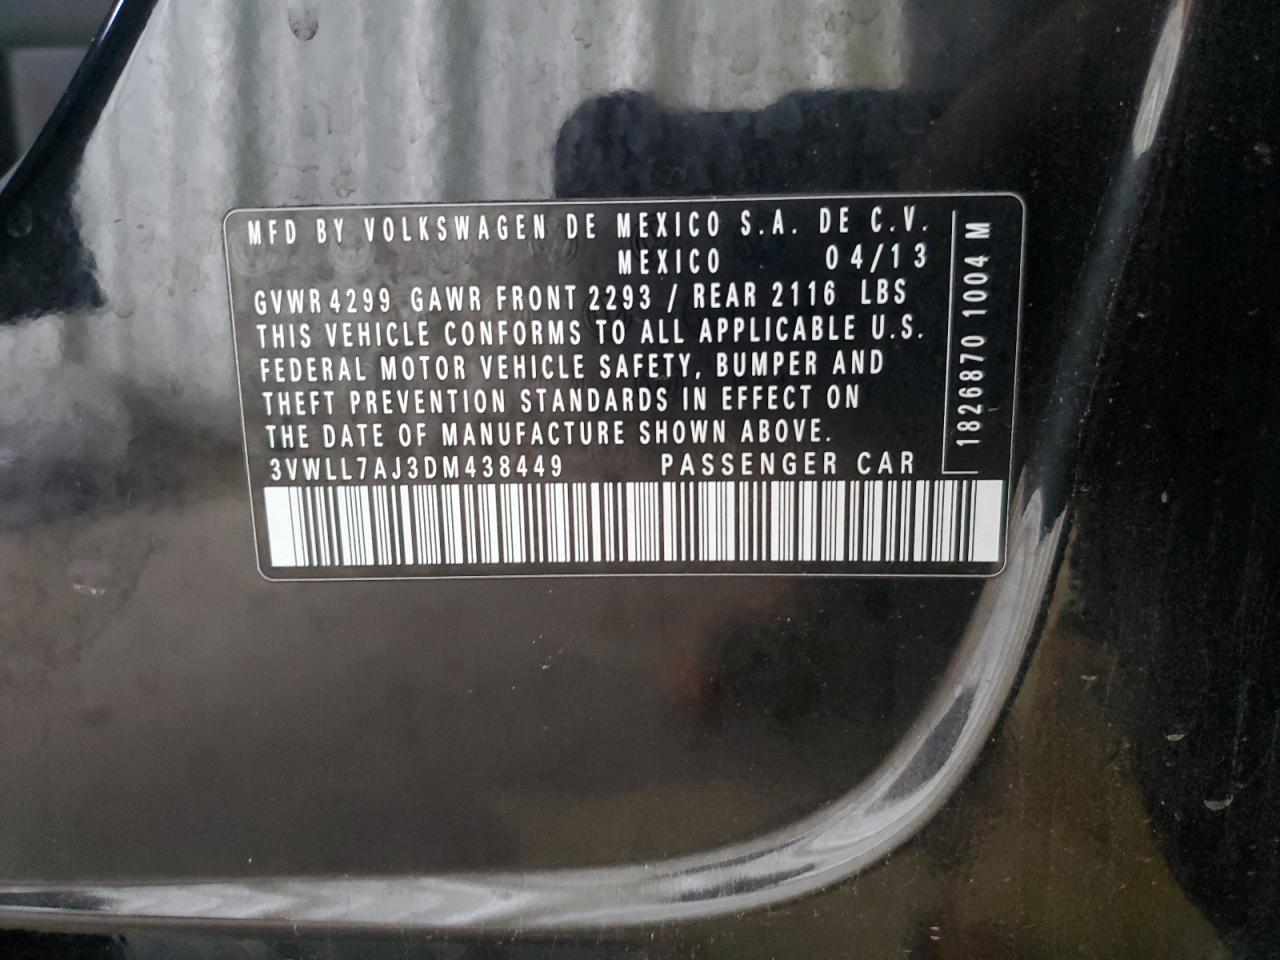 MFD BY VOLKSWAGEN DE MEXICO S.A. DE C.V.
MEXICO 04/13
GVWR 4299 GAWR FRONT 2293 / REAR 2116 LBS
THIS VEHICLE CONFORMS TO ALL APPLICABLE U.S.
FEDERAL MOTOR VEHICLE SAFETY, BUMPER AND
THEFT PREVENTION STANDARDS IN EFFECT ON
THE DATE OF MANUFACTURE SHOWN ABOVE.
3VWLL7AJ3DM438449 PASSENGER CAR
1826870 1004 M